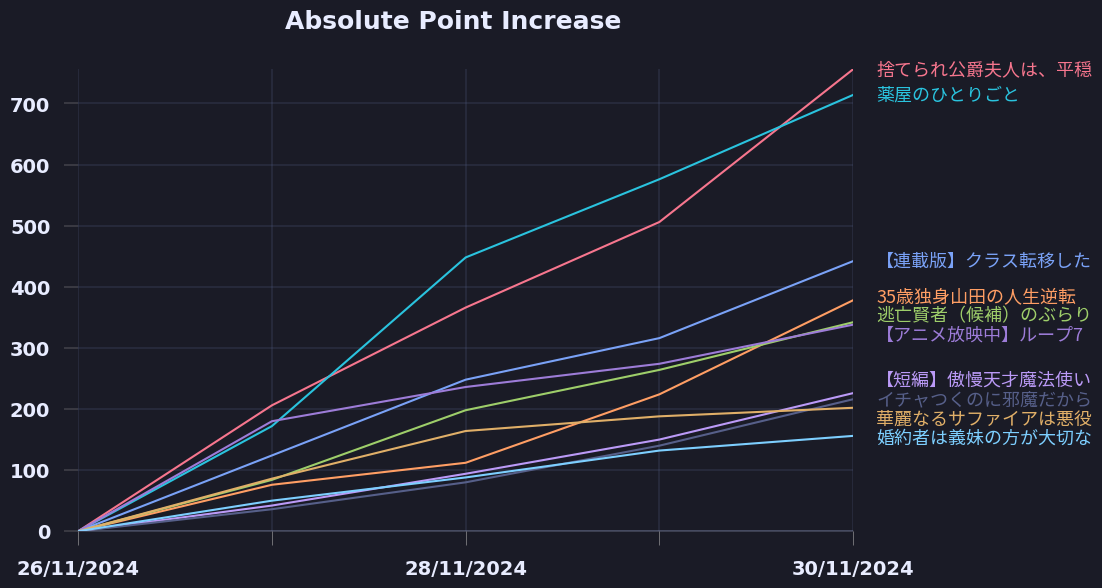 Absolute Point Increase
捨てられ公爵夫人は、平穏
薬屋のひとりごと
【連載版】クラス転移した
35歳独身山田の人生逆転
逃亡賢者（候補）のぶらり
【アニメ放映中】ループ7
【短編】傲慢天才魔法使い
イチャつくのに邪魔だから
華麗なるサファイアは悪役
婚約者は義妹の方が大切な
700
600
500
400
300
200
100
0
26/11/2024
28/11/2024
30/11/2024